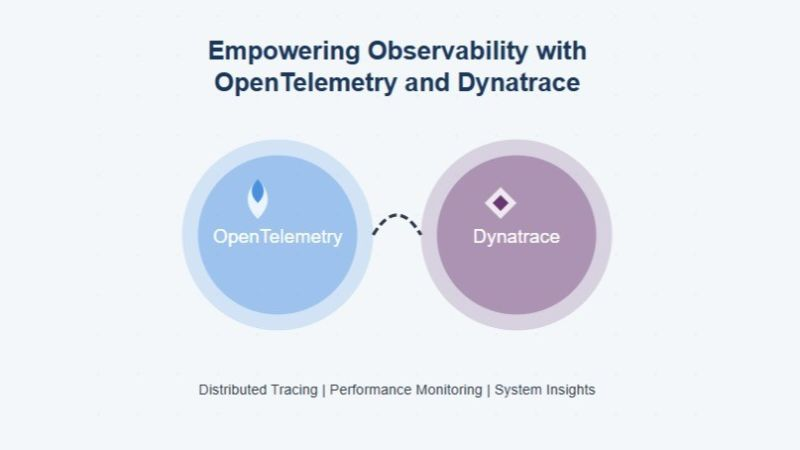 Empowering Observability with
OpenTelemetry and Dynatrace
OpenTelemetry
Dynatrace
Distributed Tracing | Performance Monitoring | System Insights